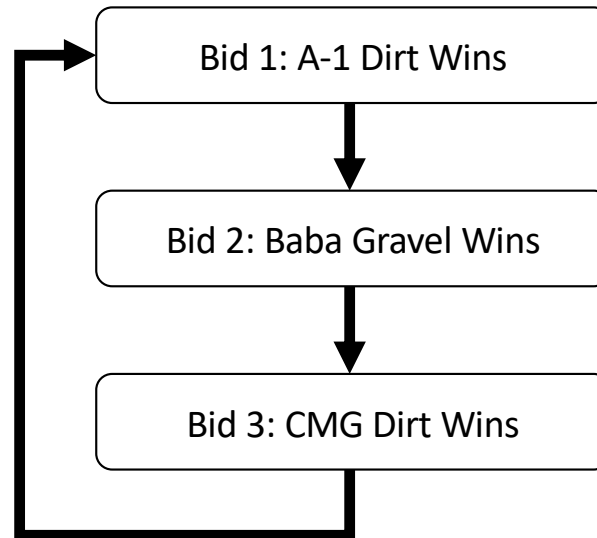 Bid 1: A-1 Dirt Wins
Bid 2: Baba Gravel Wins
Bid 3: CMG Dirt Wins